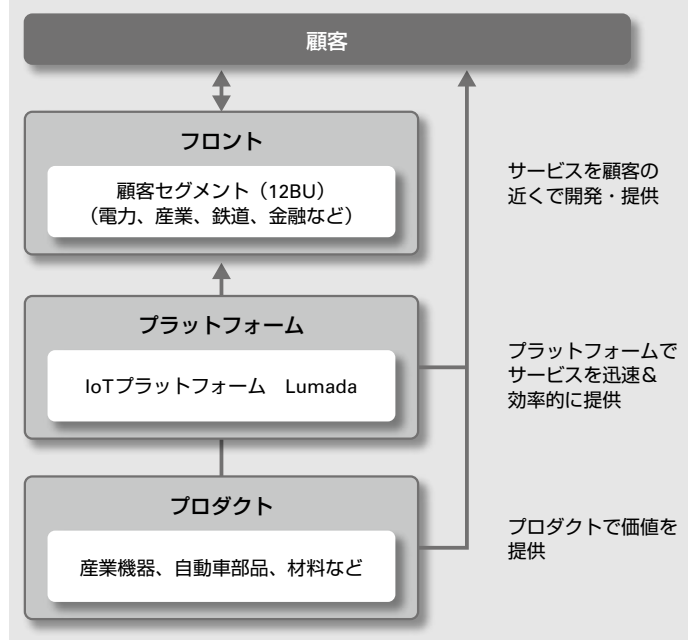 顧客
フロント
顧客セグメント（12BU）
（電力、産業、鉄道、金融など）
サービスを顧客の
近くで開発・提供
プラットフォーム
IoTプラットフォーム　Lumada
プラットフォームで
サービスを迅速＆
効率的に提供
プロダクト
産業機器、自動車部品、材料など
プロダクトで価値を
提供